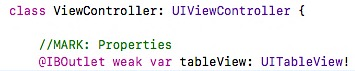 class ViewController: UIViewController {
//MARK: Properties
@IBOutlet weak var tableView: UITableView!